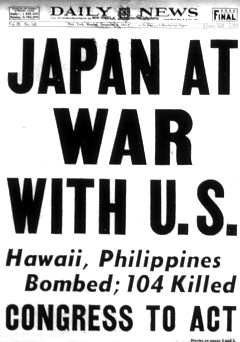 DAILY NEWS
FINAL
JAPAN AT
WAR
WITH U.S.
Hawaii, Philippines
Bombed; 104 Killed
CONGRESS TO ACT